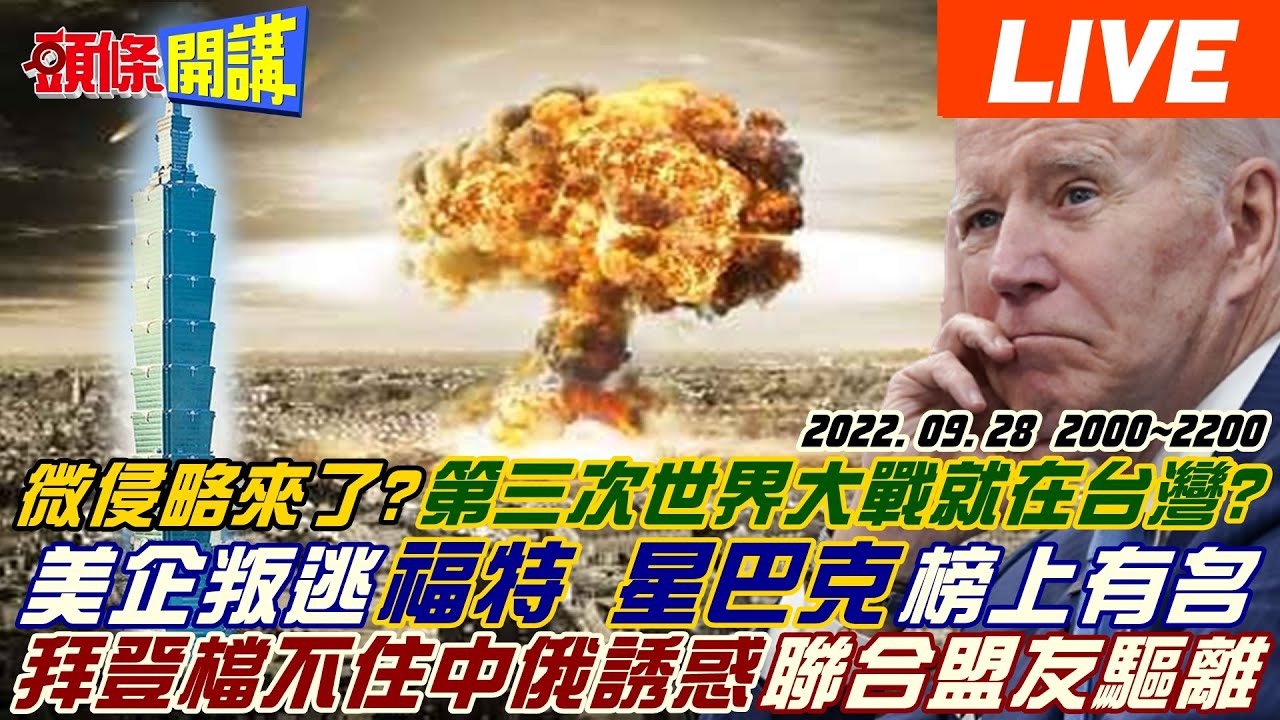 頭條開講
LIVE
2022.09.28 2000~2200
微侵略來了?第三次世界大戰就在台灣?
美企叛逃福特 星巴克榜上有名
拜登檔不住中俄誘惑聯合盟友驅離